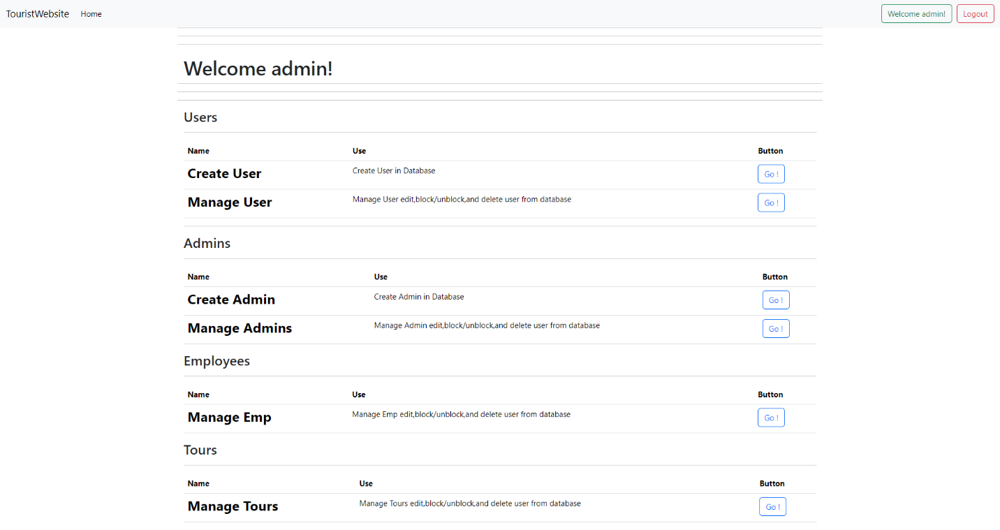 TouristWebsite Home Welcome admin! Logout
Welcome admin!
Users
Name Use Button
Create User Create User in Database Go !
Manage User Manage User edit,block/unblock,and delete user from database Go !
Admins
Name Use Button
Create Admin Create Admin in Database Go !
Manage Admins Manage Admin edit,block/unblock,and delete user from database Go !
Employees
Name Use Button
Manage Emp Manage Emp edit,block/unblock,and delete user from database Go !
Tours
Name Use Button
Manage Tours Manage Tours edit,block/unblock,and delete user from database Go !